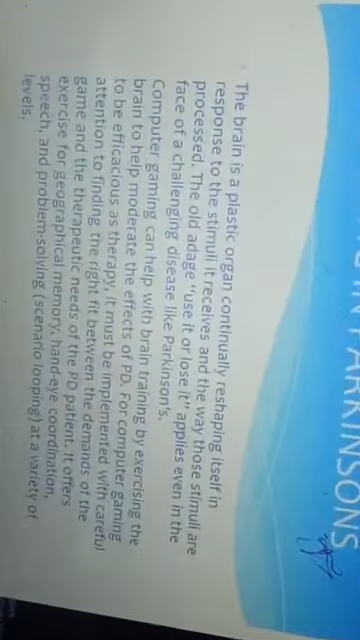 IN PARKINSONS
The brain is a plastic organ continually reshaping itself in
response to the stimuli it receives and the way those stimuli are
processed. The old adage "use it or lose it" applies even in the
face of a challenging disease like Parkinson's.
Computer gaming can help with brain training by exercising the
brain to help moderate the effects of PD. For computer gaming
to be efficacious as therapy, it must be implemented with careful
attention to finding the right fit between the demands of the
game and the therapeutic needs of the PD patient. It offers
exercise for geographical memory, hand-eye coordination,
speech, and problem-solving (scenario looping) at a variety of
levels.